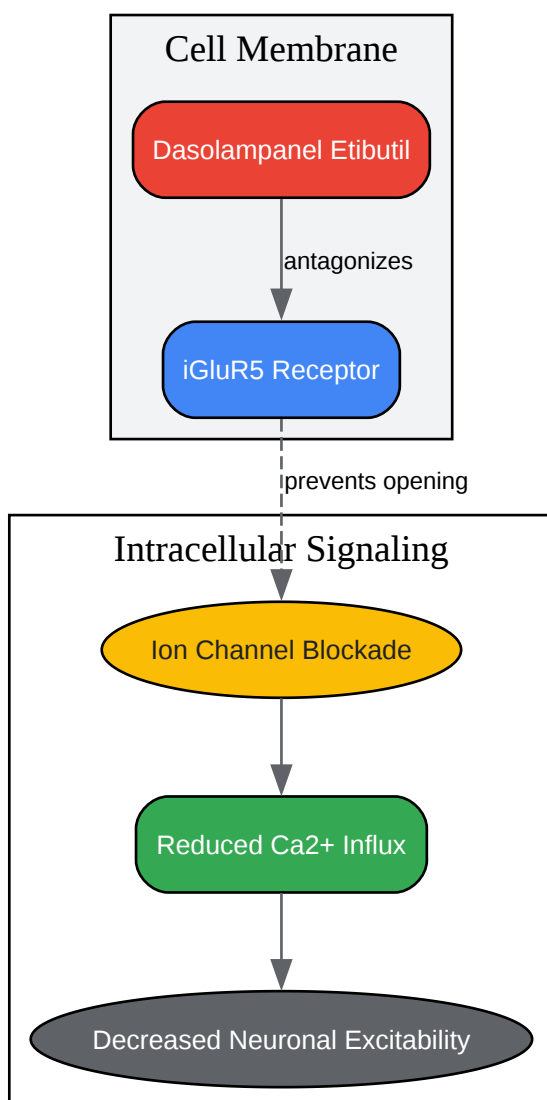 Cell Membrane
Dasolampanel Etibutil
antagonizes
iGluR5 Receptor
prevents opening
Intracellular Signaling
Ion Channel Blockade
Reduced Ca2+ Influx
Decreased Neuronal Excitability